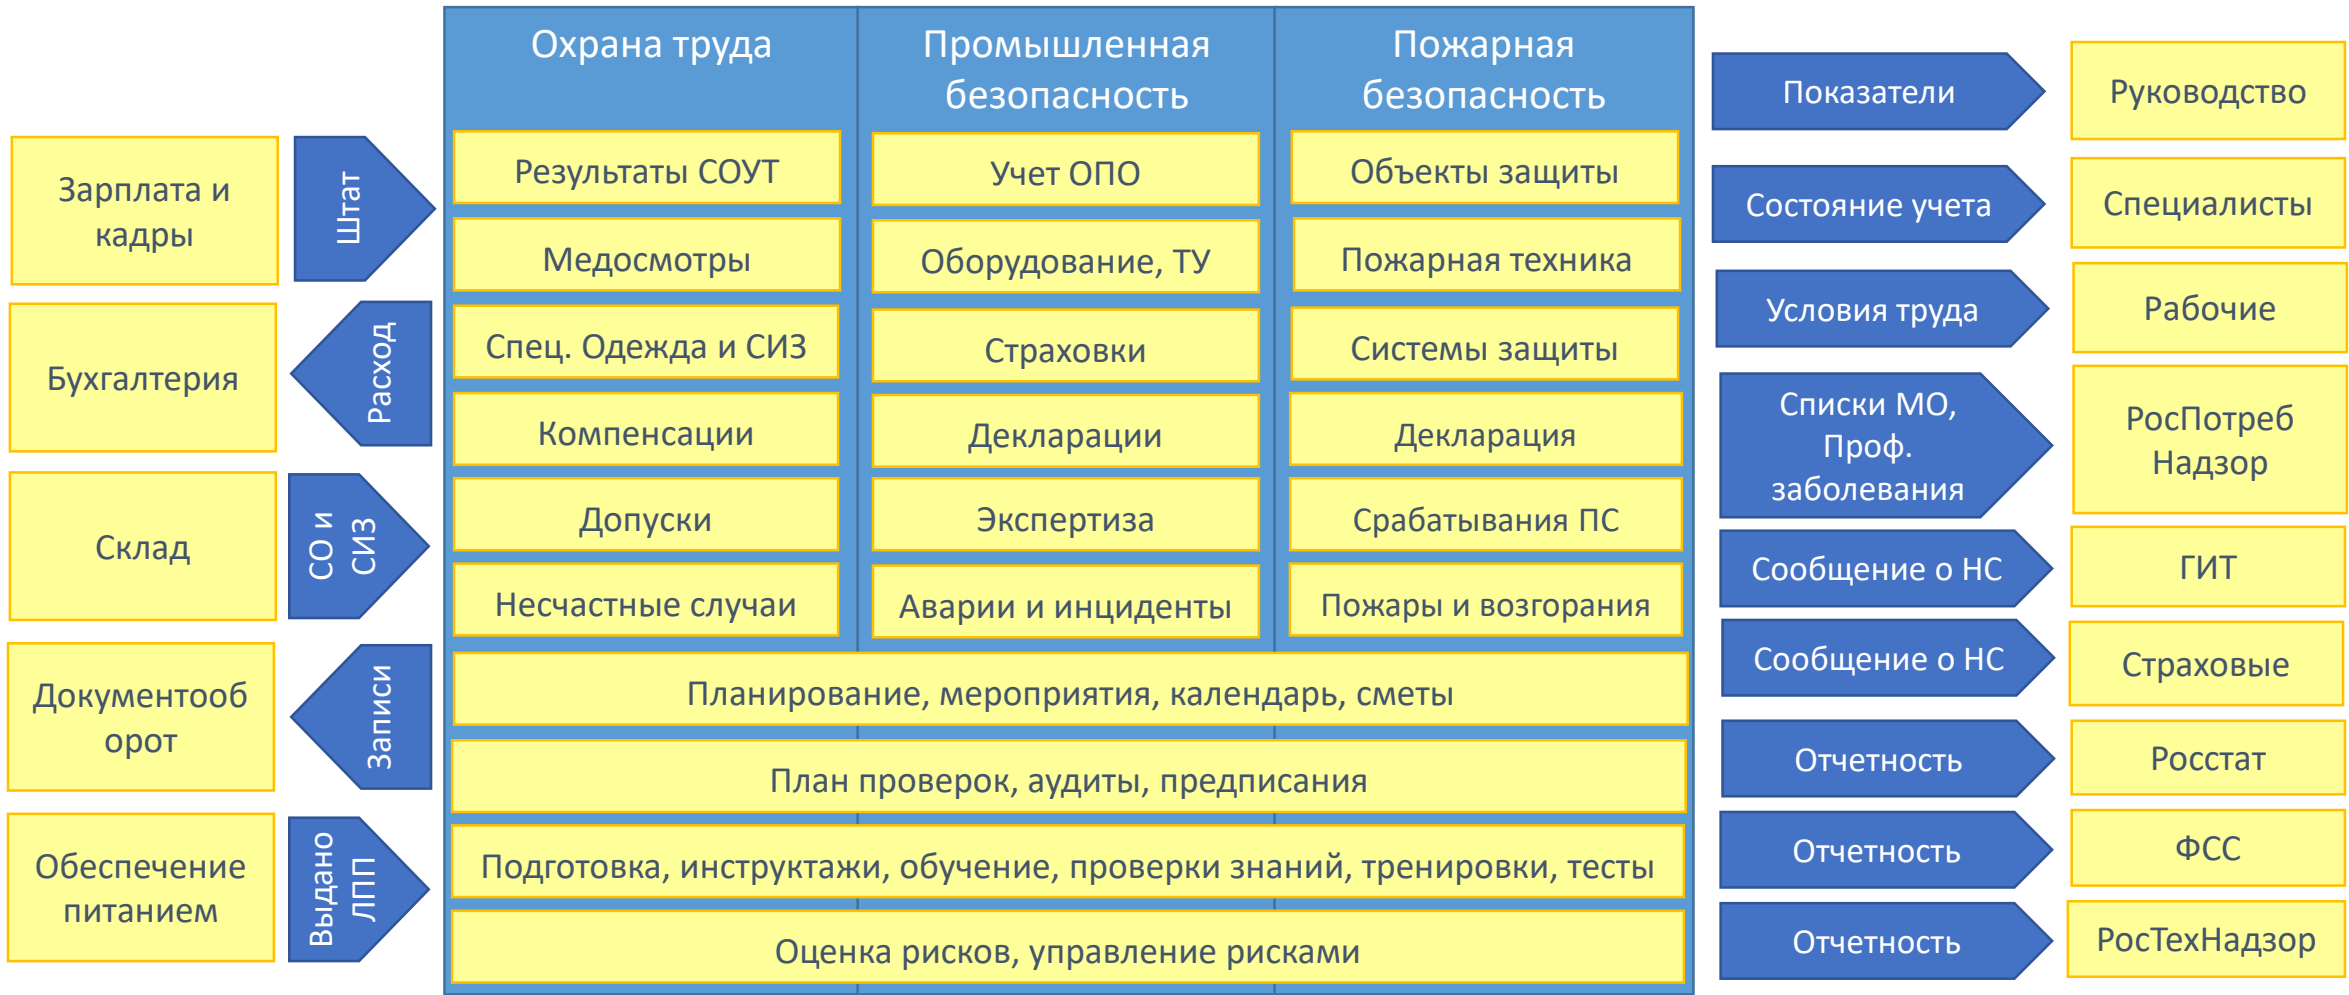 Зарплата и
кадры
Бухгалтерия
Склад
Документооб
орот
Обеспечение
питанием
Штат
Расход
СО и
СИЗ
Записи
Выдано
ЛПП
Охрана труда
Результаты СОУТ
Медосмотры
Спец. Одежда и СИЗ
Компенсации
Допуски
Несчастные случаи
Промышленная
безопасность
Учет ОПО
Оборудование, ТУ
Страховки
Декларации
Экспертиза
Аварии и инциденты
Пожарная
безопасность
Объекты защиты
Пожарная техника
Системы защиты
Декларация
Срабатывания ПС
Пожары и возгорания
Планирование, мероприятия, календарь, сметы
План проверок, аудиты, предписания
Подготовка, инструктажи, обучение, проверки знаний, тренировки, тесты
Оценка рисков, управление рисками
Показатели
Состояние учета
Условия труда
Списки МО,
Проф.
заболевания
Сообщение о НС
Сообщение о НС
Отчетность
Отчетность
Отчетность
Руководство
Специалисты
Рабочие
РосПотреб
Надзор
ГИТ
Страховые
Росстат
ФСС
РосТехНадзор